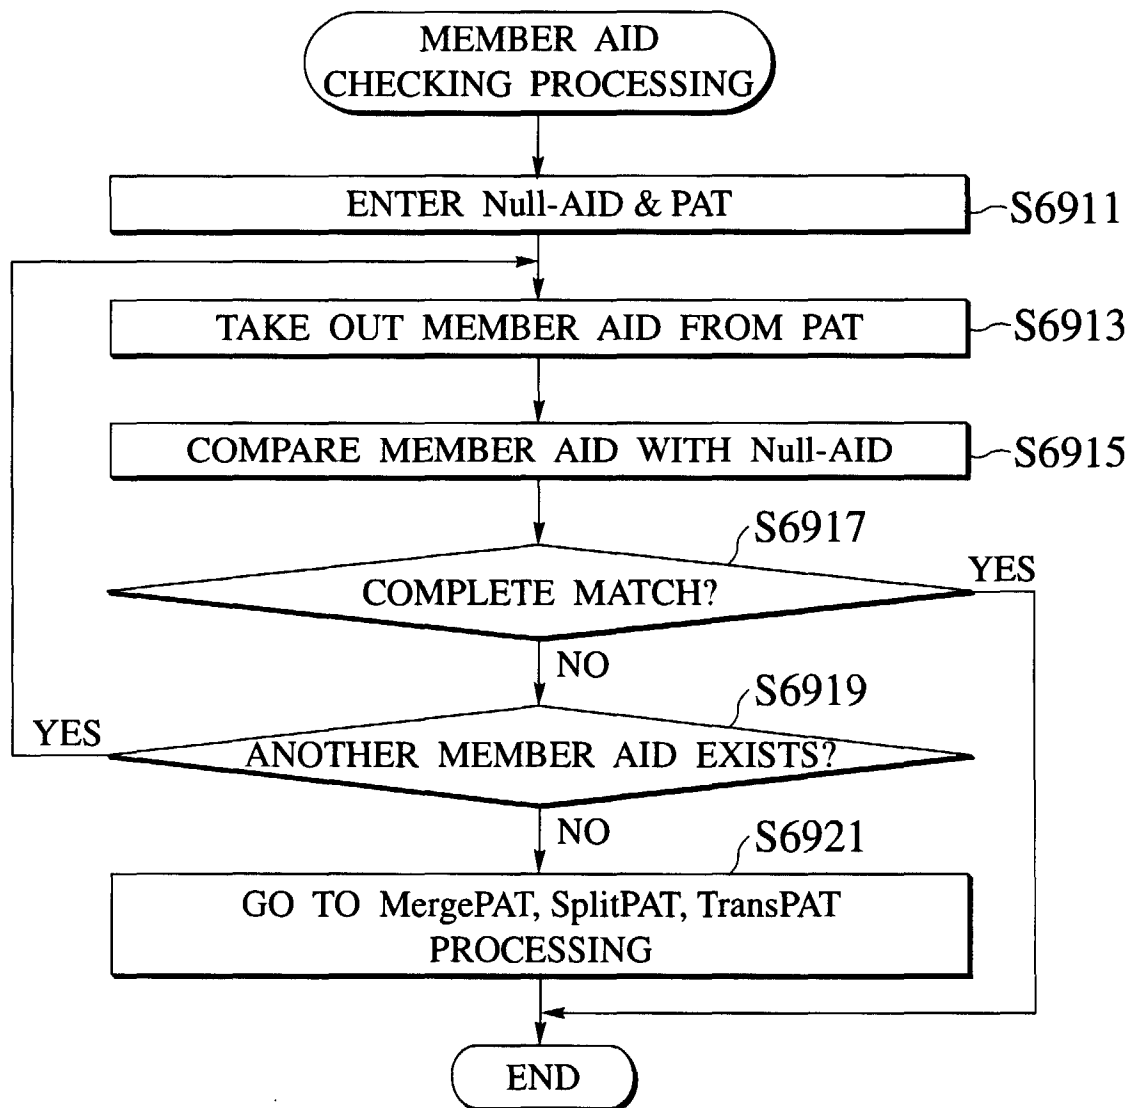 MEMBER AID
CHECKING PROCESSING
ENTER Null-AID & PAT
S6911
TAKE OUT MEMBER AID FROM PAT
S6913
COMPARE MEMBER AID WITH Null-AID
S6915
S6917
COMPLETE MATCH?
YES
NO
S6919
YES
ANOTHER MEMBER AID EXISTS?
NO
S6921
GO TO MergePAT, SplitPAT, TransPAT
PROCESSING
END